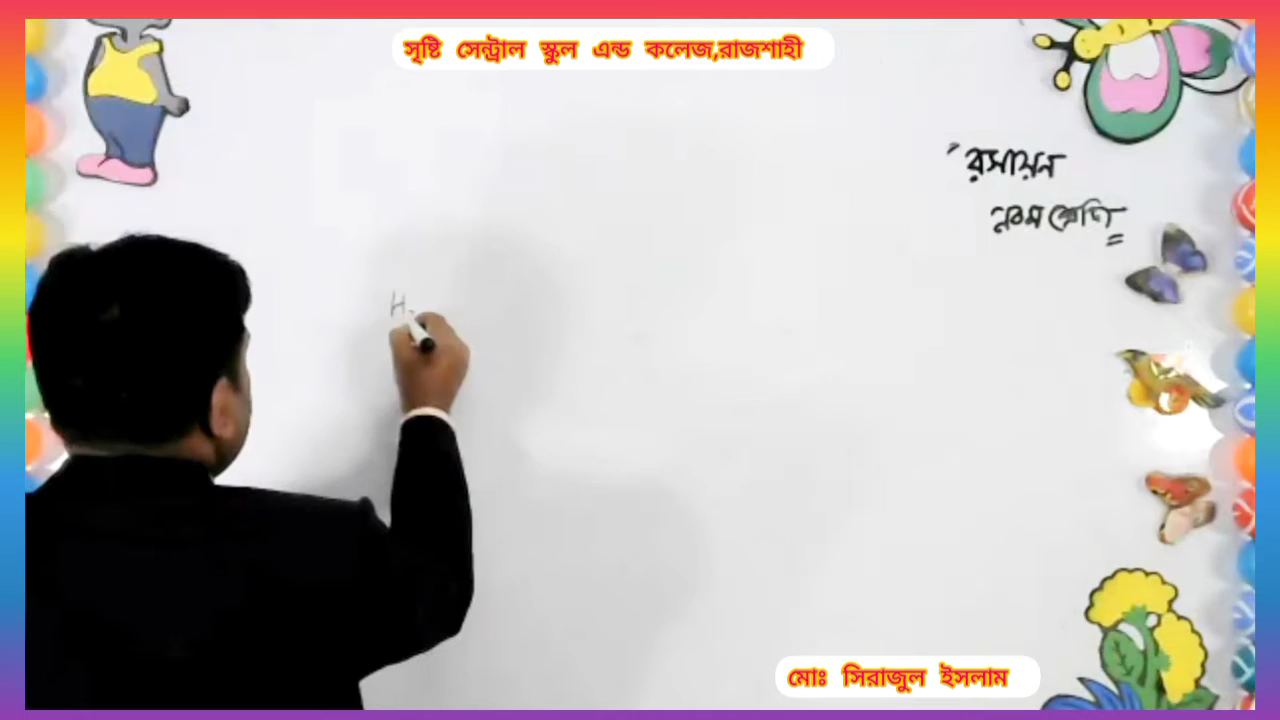 সৃষ্টি সেন্ট্রাল স্কুল এন্ড কলেজ,রাজশাহী
রসায়ন
নবম শ্রেণি
H
মোঃ সিরাজুল ইসলাম